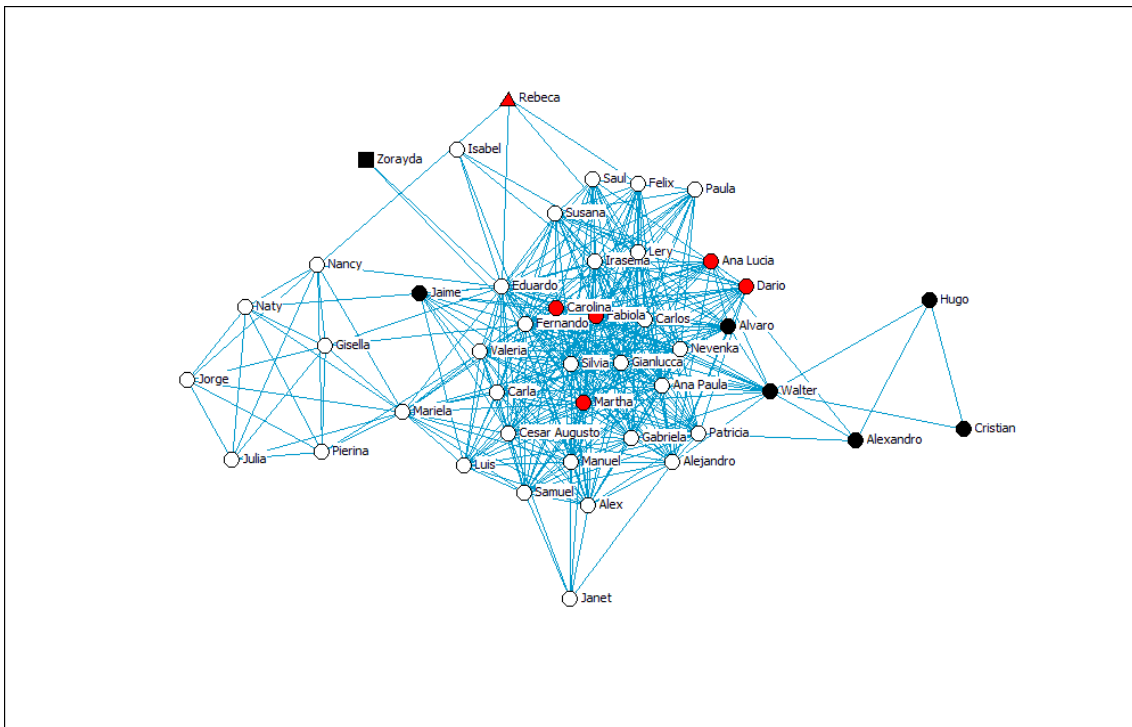 Rebeca
Isabel
Zorayda
Saul
Felix
Paula
Susana
Lery
Irasema
Ana Lucia
Nancy
Eduardo
Dario
Jaime
Hugo
Naty
Carolina
Fabiola
Carlos
Fernando
Alvaro
Gisella
Valeria
Nevenka
Silvia
Gianlucca
Jorge
Ana Paula
Walter
Carla
Martha
Mariela
Cesar Augusto
Gabriela
Patricia
Cristian
Alexandro
Pierina
Julia
Luis
Manuel
Alejandro
Samuel
Alex
Janet